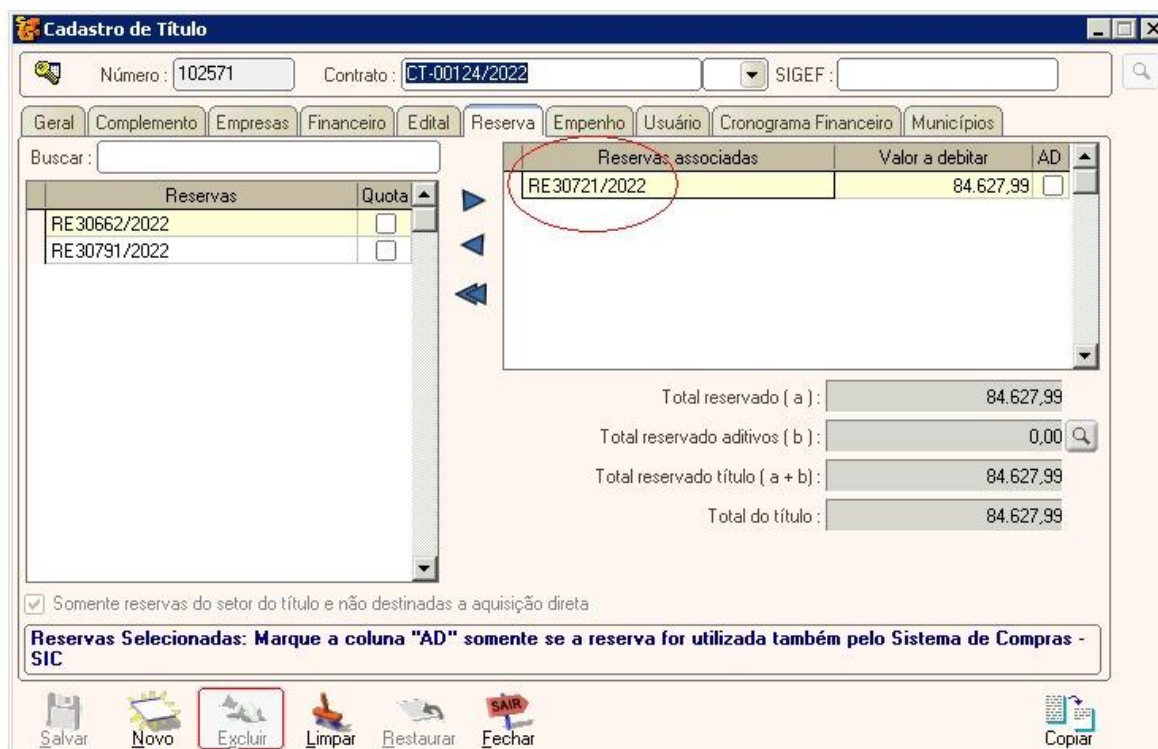 Cadastro de Título
Número : 102571 Contrato : CT-00124/2022 SIGEF :
Geral Complemento Empresas Financeiro Edital Reserva Empenho Usuário Cronograma Financeiro Municípios
Buscar :
Reservas Quota
RE30662/2022
RE30791/2022
Reservas associadas Valor a debitar AD
RE30721/2022 84.627,99
Total reservado ( a ) : 84.627,99
Total reservado aditivos ( b ) : 0,00
Total reservado título ( a + b) : 84.627,99
Total do título : 84.627,99
Somente reservas do setor do título e não destinadas a aquisição direta
Reservas Selecionadas: Marque a coluna "AD" somente se a reserva for utilizada também pelo Sistema de Compras -
SIC
SAIR
Salvar Novo Excluir Limpar Restaurar Fechar Copiar